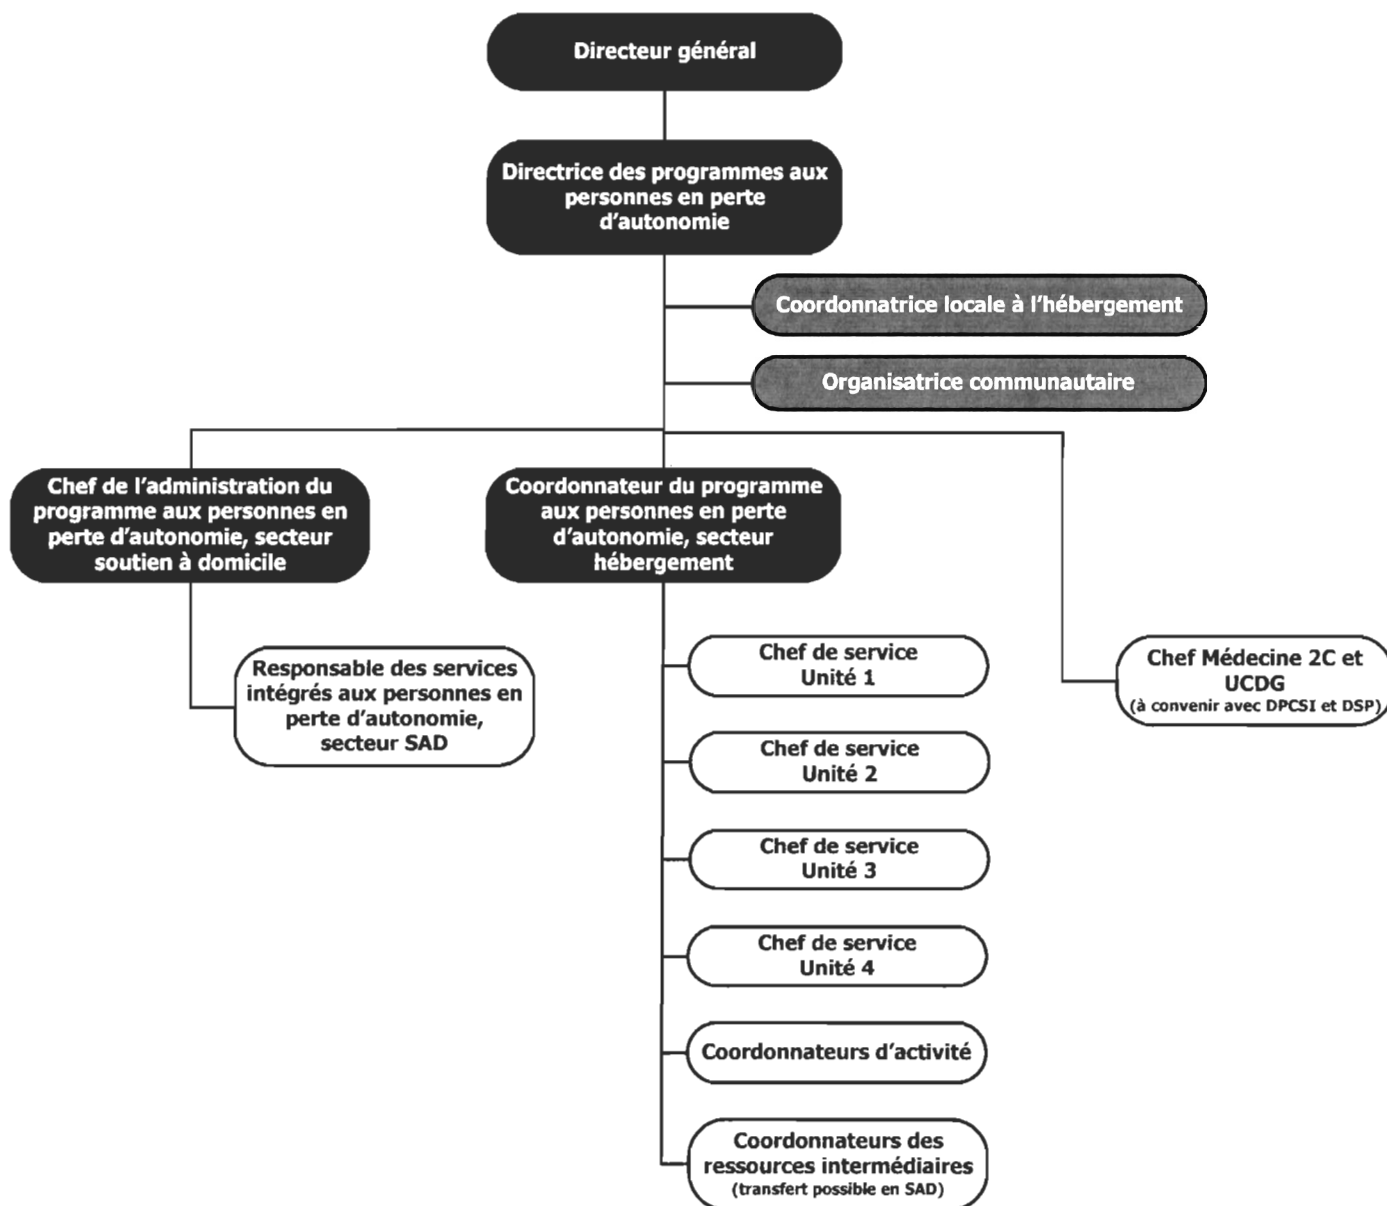 Directeur général
Directrice des programmes aux
personnes en perte
d'autonomie
Coordonnatrice locale à l'hébergement
Organisatrice communautaire
Chef de l'administration du
programme aux personnes en
perte d'autonomie, secteur
soutien à domicile
Coordonnateur du programme
aux personnes en perte
d'autonomie, secteur
hébergement
Responsable des services
intégrés aux personnes en
perte d'autonomie,
secteur SAD
Chef de service
Unité 1
Chef Médecine 2C et
UCDG
(à convenir avec DPCSI et DSP)
Chef de service
Unité 2
Chef de service
Unité 3
Chef de service
Unité 4
Coordonnateurs d'activité
Coordonnateurs des
ressources intermédiaires
(transfert possible en SAD)